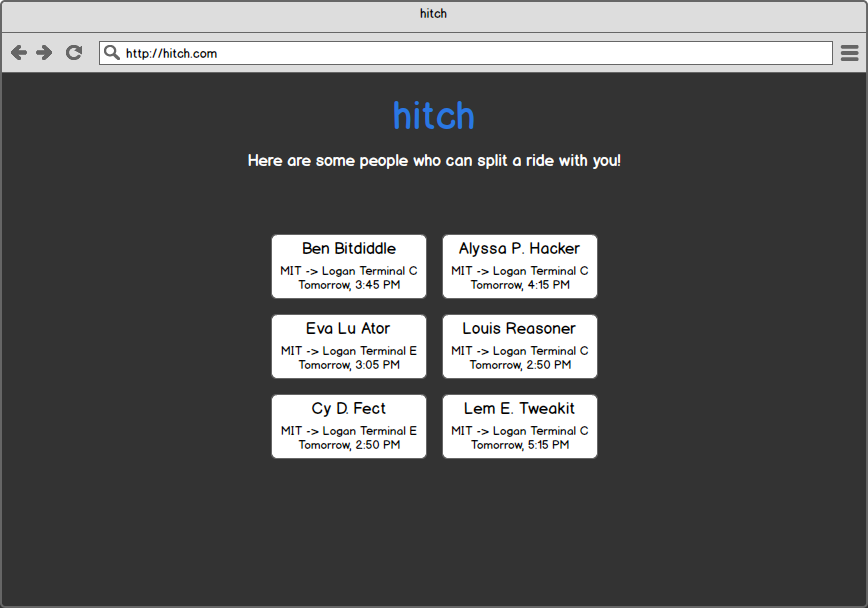 hitch
http://hitch.com
hitch
Here are some people who can split a ride with you!
Ben Bitdiddle
MIT -> Logan Terminal C
Tomorrow, 3:45 PM
Alyssa P. Hacker
MIT -> Logan Terminal C
Tomorrow, 4:15 PM
Eva Lu Ator
MIT -> Logan Terminal E
Tomorrow, 3:05 PM
Louis Reasoner
MIT -> Logan Terminal C
Tomorrow, 2:50 PM
Cy D. Fect
MIT -> Logan Terminal E
Tomorrow, 2:50 PM
Lem E. Tweakit
MIT -> Logan Terminal C
Tomorrow, 5:15 PM